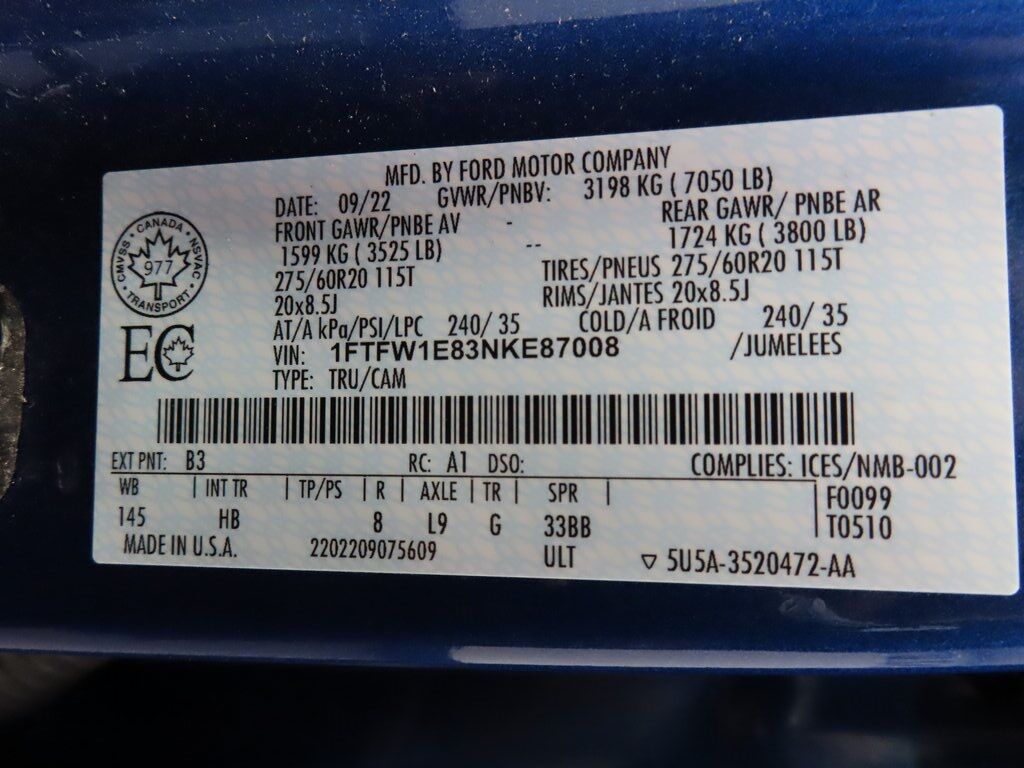 MFD. BY FORD MOTOR COMPANY
DATE: 09/22 GVWR/PNBV: 3198 KG ( 7050 LB)
FRONT GAWR/PNBE AV - REAR GAWR/ PNBE AR
1599 KG ( 3525 LB) -- 1724 KG ( 3800 LB)
275/60R20 115T TIRES/PNEUS 275/60R20 115T
20x8.5J RIMS/JANTES 20x8.5J
AT/A kPa/PSI/LPC 240/ 35 COLD/A FROID 240/ 35
VIN: 1FTFW1E83NKE87008 /JUMELEES
TYPE: TRU/CAM
CANADA
CMVSS 977 NSVAC
TRANSPORT
EC
EXT PNT: B3 RC: A1 DSO: COMPLIES: ICES/NMB-002
WB | INT TR | TP/PS | R | AXLE | TR | SPR | F0099
145 HB 8 L9 G 33BB T0510
MADE IN U.S.A. 2202209075609 ULT ▽ 5U5A-3520472-AA